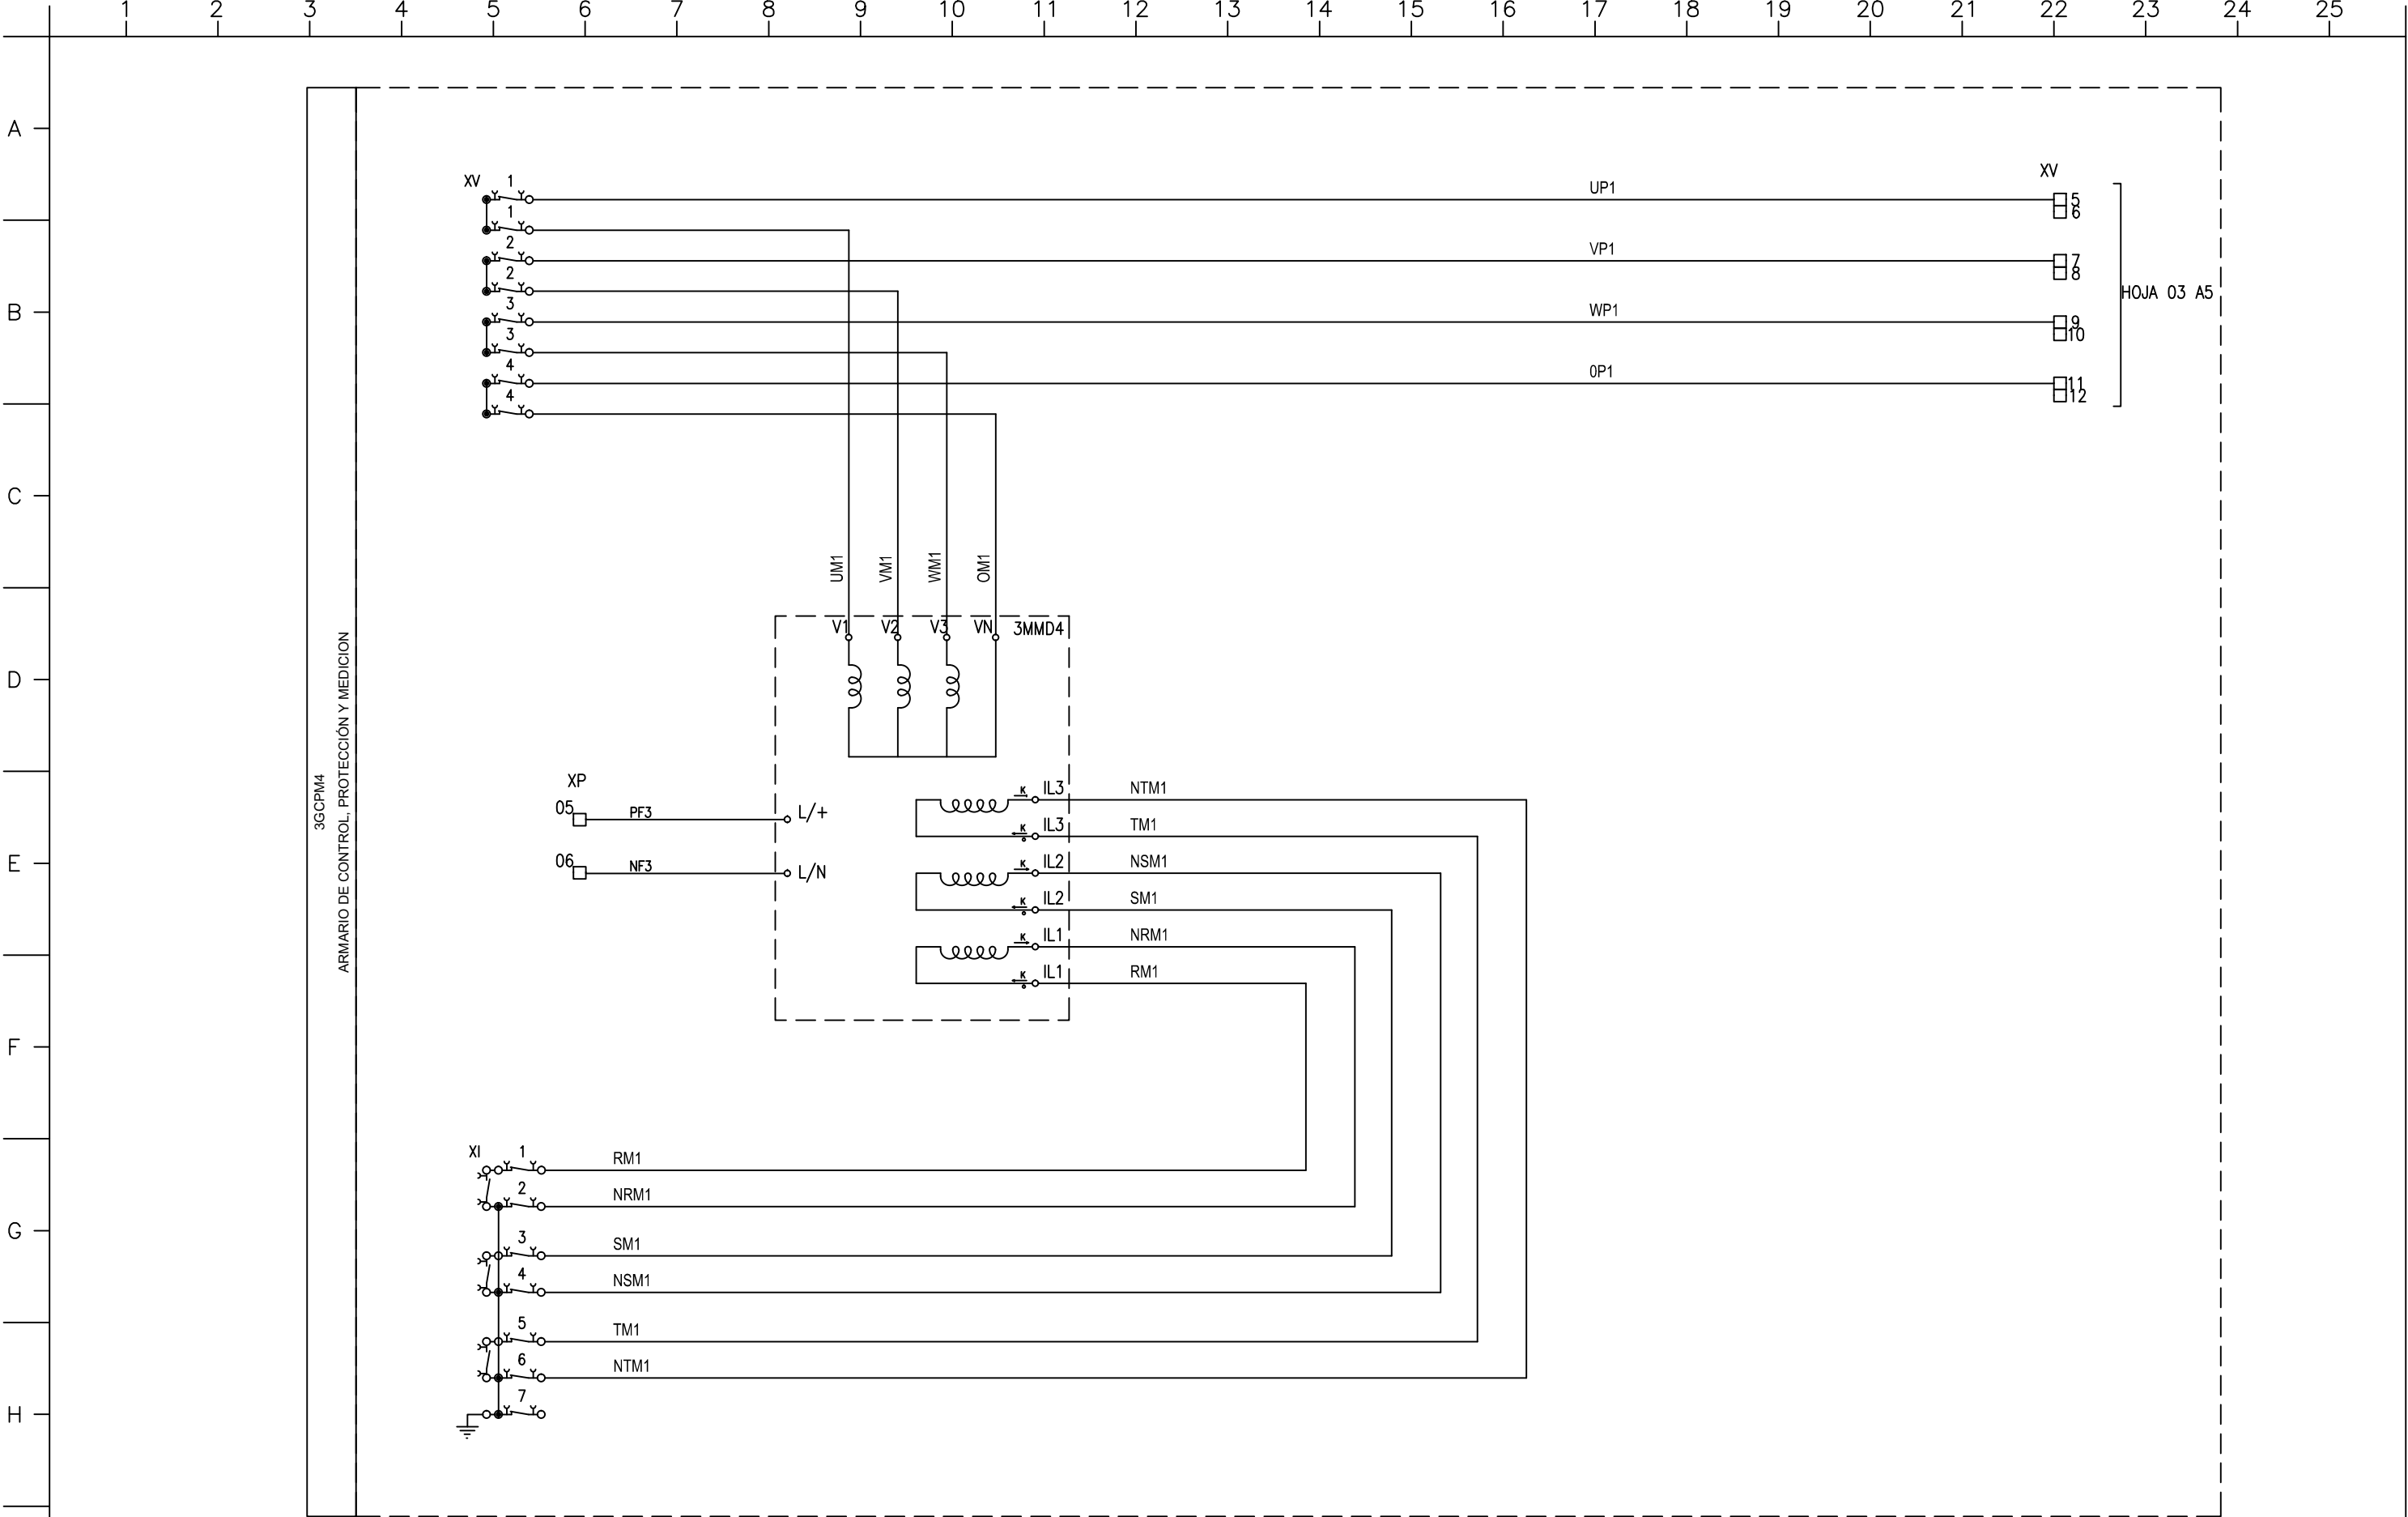 1 2 3 4 5 6 7 8 9 10 11 12 13 14 15 16 17 18 19 20 21 22 23 24 25
A
B
C
D
E
F
G
H
3GCPM4
ARMARIO DE CONTROL, PROTECCIÓN Y MEDICION
XV 1
1
2
2
3
3
4
4
UP1
VP1
WP1
0P1
XV
5
6
7
8
9
10
11
12
HOJA 03 A5
UM1
VM1
WM1
OM1
V1 V2 V3 VN 3MMD4
XP
05 PF3 L/+
06 NF3 L/N
K IL3 NTM1
K IL3 TM1
K IL2 NSM1
K IL2 SM1
K IL1 NRM1
K IL1 RM1
XI 1 RM1
2 NRM1
3 SM1
4 NSM1
5 TM1
6 NTM1
7